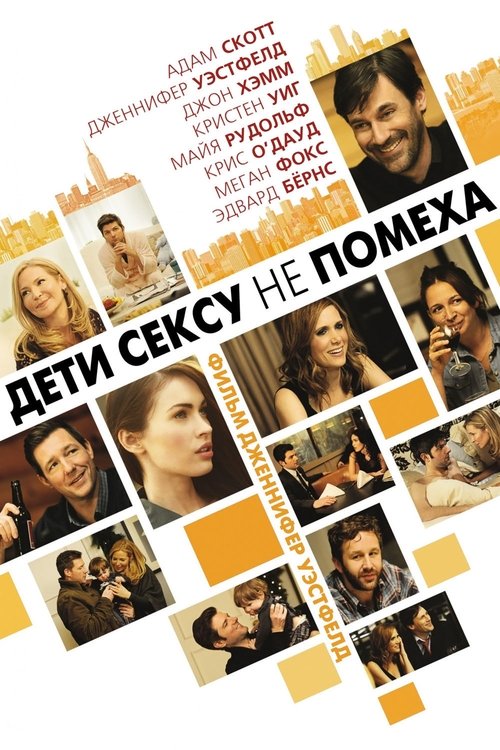 АДАМ СКОТТ
ДЖЕННИФЕР УЭСТФЕЛД
ДЖОН ХЭММ
КРИСТЕН УИГ
МАЙЯ РУДОЛЬФ
КРИС О'ДАУД
МЕГАН ФОКС
ЭДВАРД БЁРНС
ДЕТИ СЕКСУ НЕ ПОМЕХА
ФИЛЬМ ДЖЕННИФЕР УЭСТФЕЛД